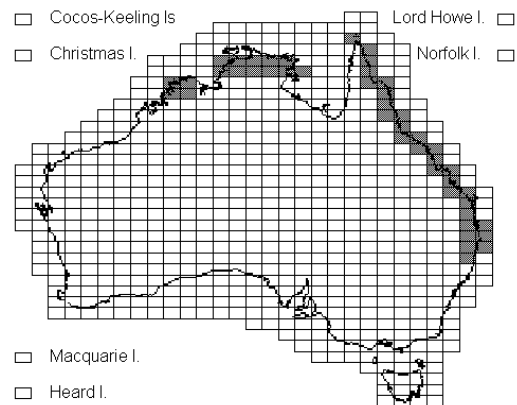 Cocos-Keeling Is
Lord Howe I.
Christmas I.
Norfolk I.
Macquarie I.
Heard I.